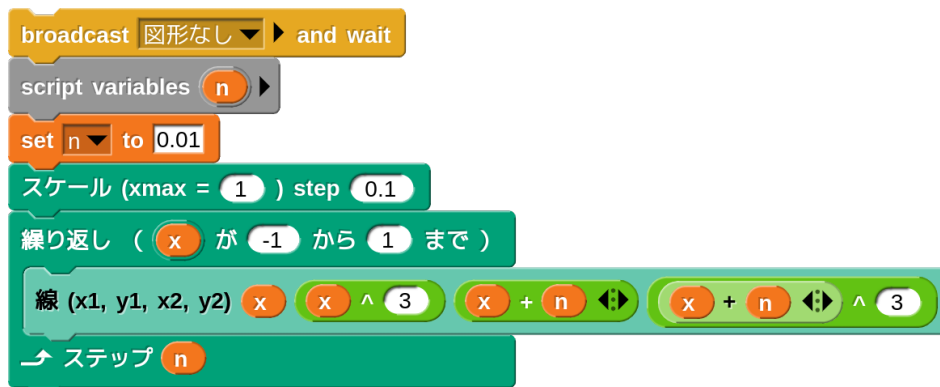 broadcast 図形なし and wait
script variables n
set n to 0.01
スケール (xmax = 1 ) step 0.1
繰り返し ( x が -1 から 1 まで )
線 (x1, y1, x2, y2) x x ^ 3 x + n x + n ^ 3
ステップ n